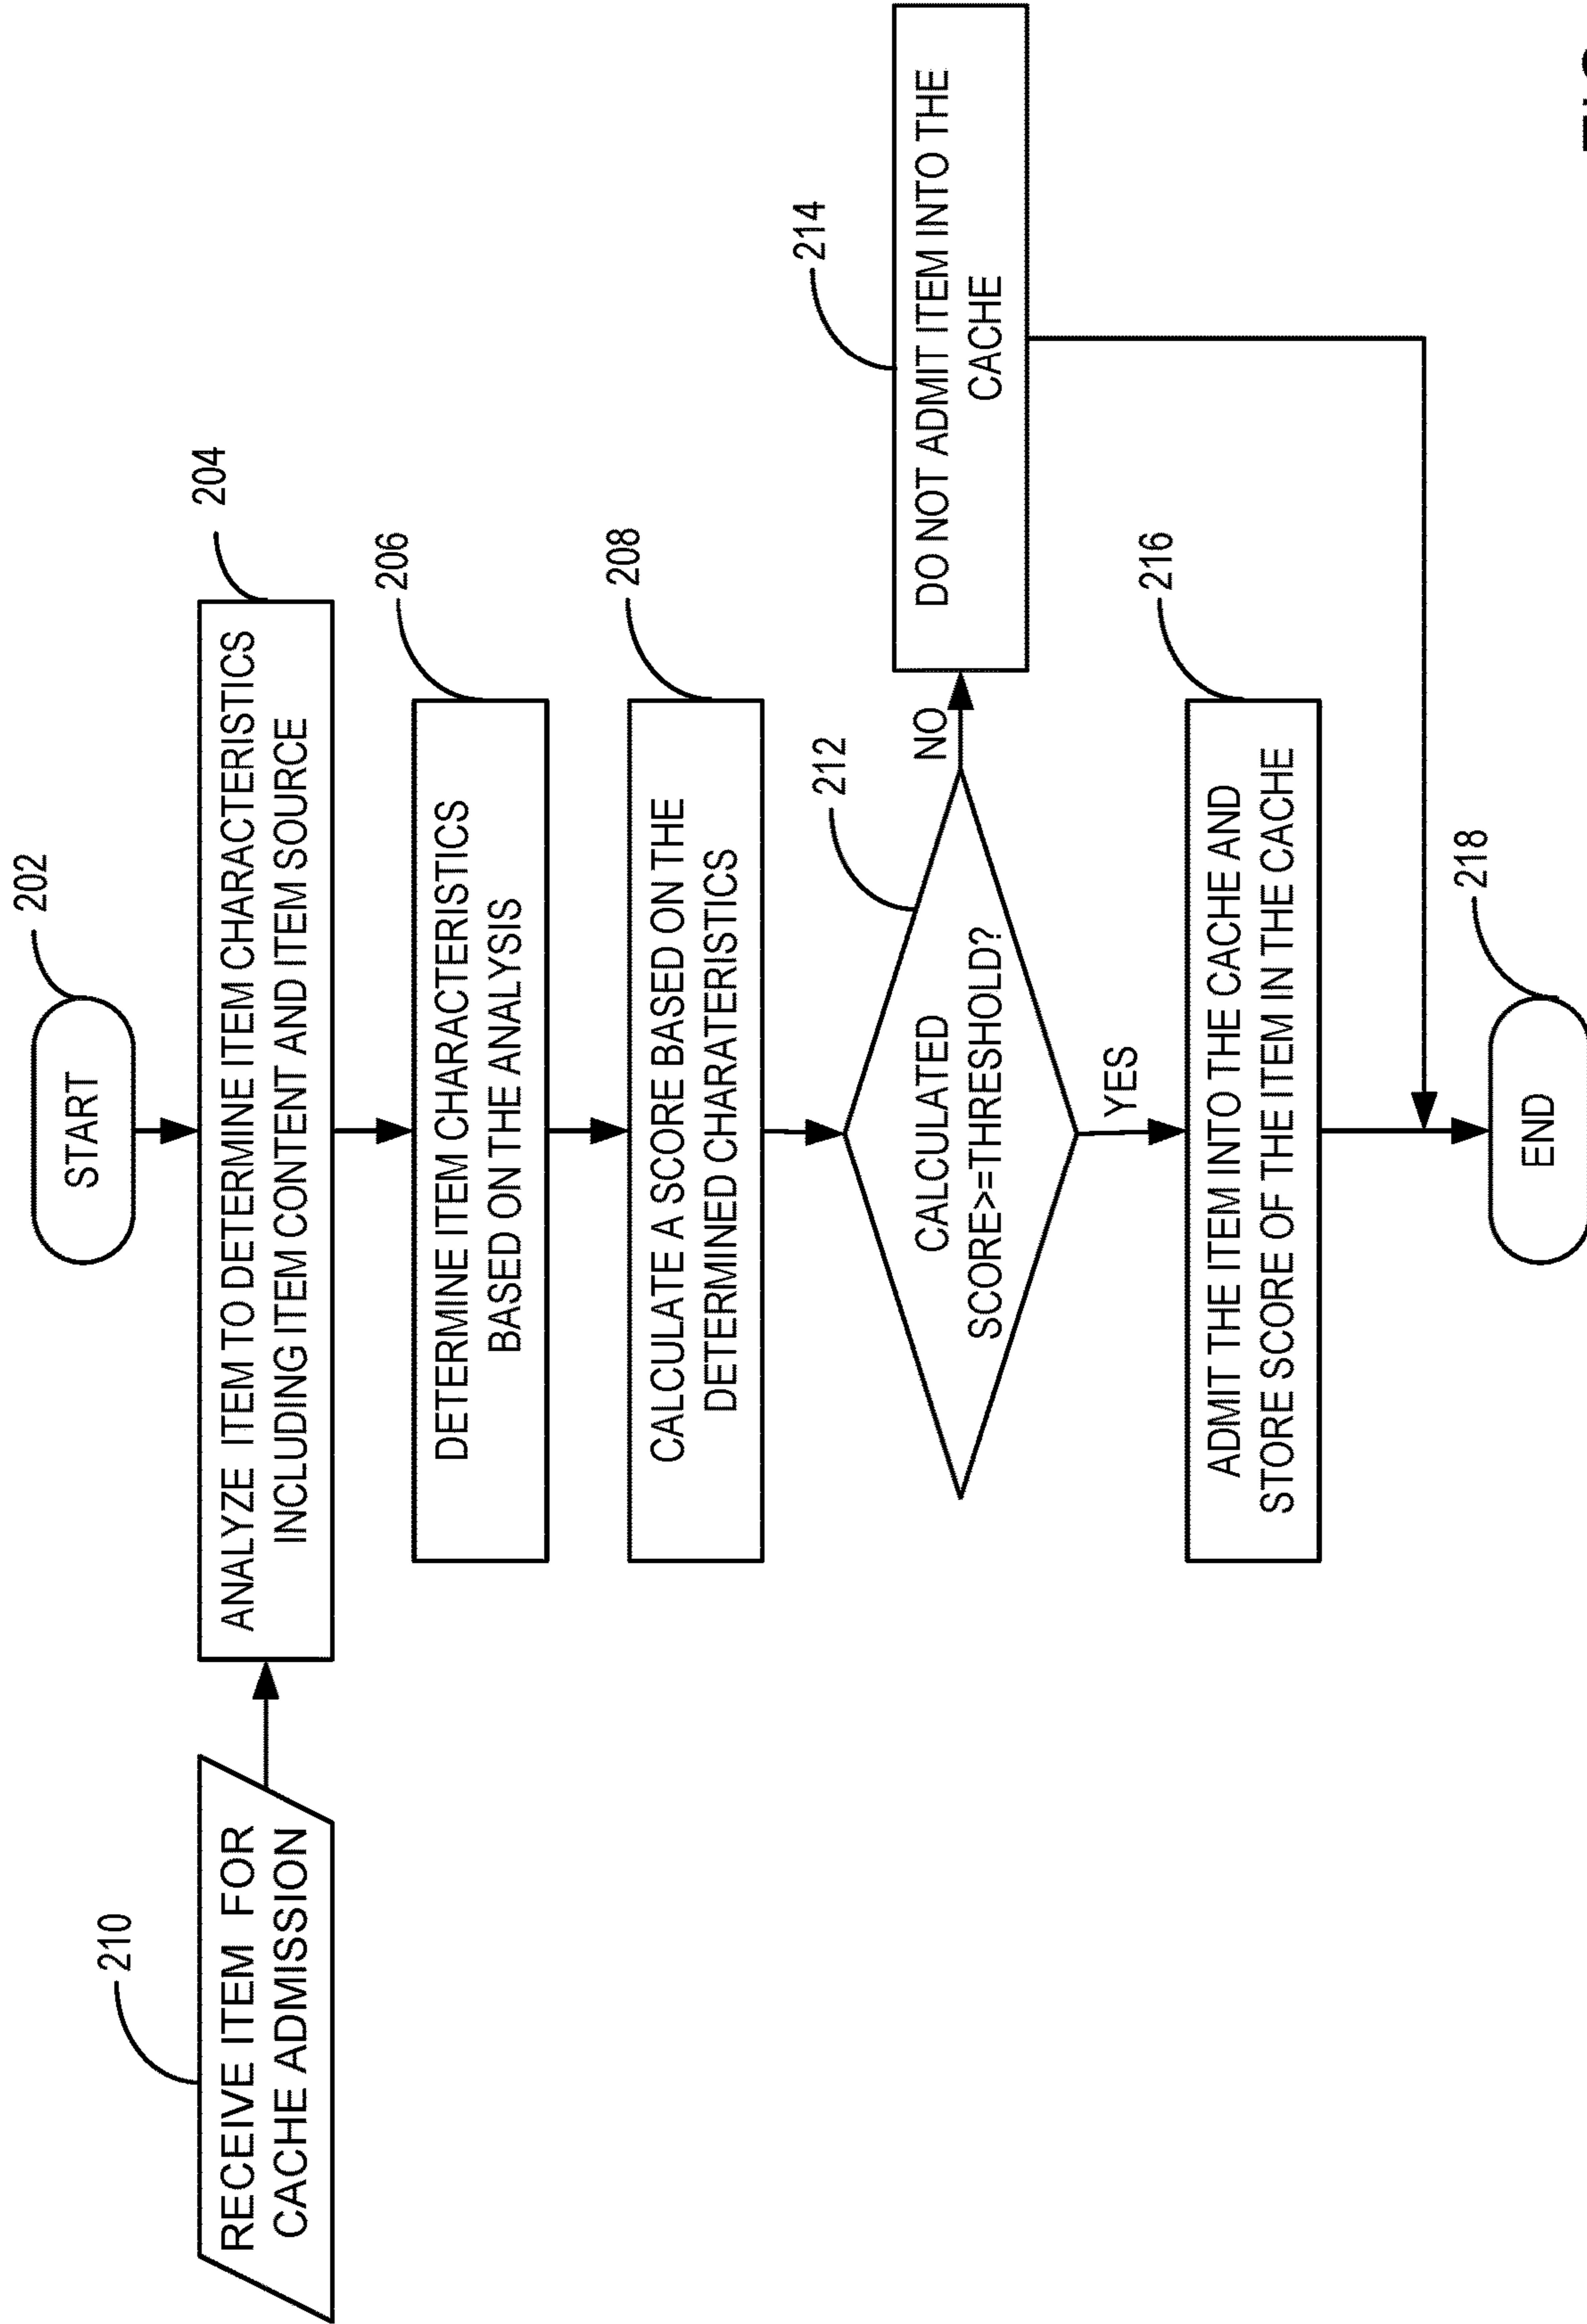 202
START
210
RECEIVE ITEM FOR
CACHE ADMISSION
204
ANALYZE ITEM TO DETERMINE ITEM CHARACTERISTICS
INCLUDING ITEM CONTENT AND ITEM SOURCE
206
DETERMINE ITEM CHARACTERISTICS
BASED ON THE ANALYSIS
208
CALCULATE A SCORE BASED ON THE
DETERMINED CHARATERISTICS
212
CALCULATED
SCORE>=THRESHOLD?
NO
214
DO NOT ADMIT ITEM INTO THE
CACHE
YES
216
ADMIT THE ITEM INTO THE CACHE AND
STORE SCORE OF THE ITEM IN THE CACHE
218
END